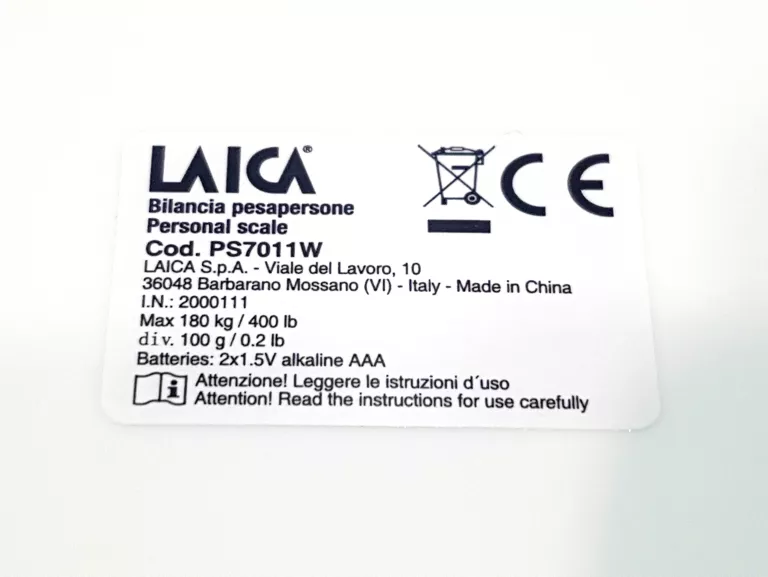 LAICA®
CE
Bilancia pesapersone
Personal scale
Cod. PS7011W
LAICA S.p.A. - Viale del Lavoro, 10
36048 Barbarano Mossano (VI) - Italy - Made in China
I.N.: 2000111
Max 180 kg / 400 lb
div. 100 g / 0.2 lb
Batteries: 2x1.5V alkaline AAA
Attenzione! Leggere le istruzioni d´uso
Attention! Read the instructions for use carefully